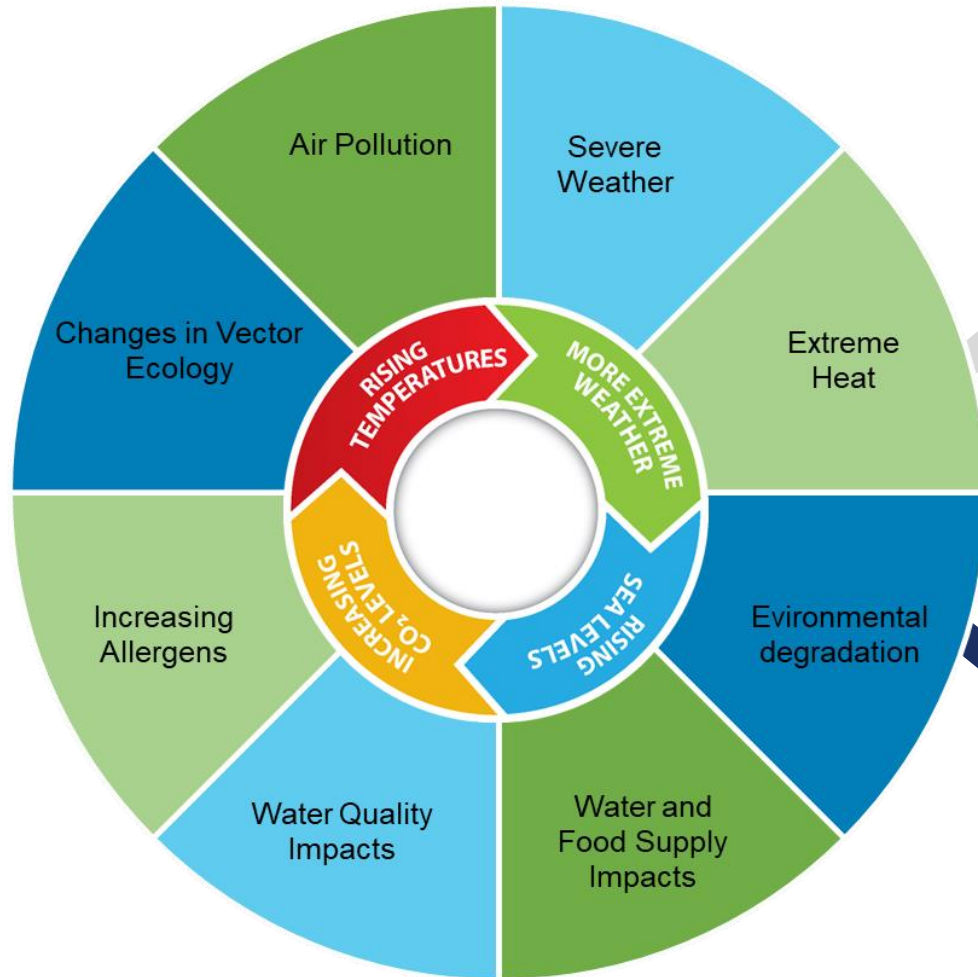 Air Pollution
Severe
Weather
Changes in Vector
Ecology
Extreme
Heat
RISING
TEMPERATURES
MORE EXTREME
WEATHER
INCREASING
CO₂ LEVELS
RISING
SEA LEVELS
Increasing
Allergens
Evironmental
degradation
Water Quality
Impacts
Water and
Food Supply
Impacts